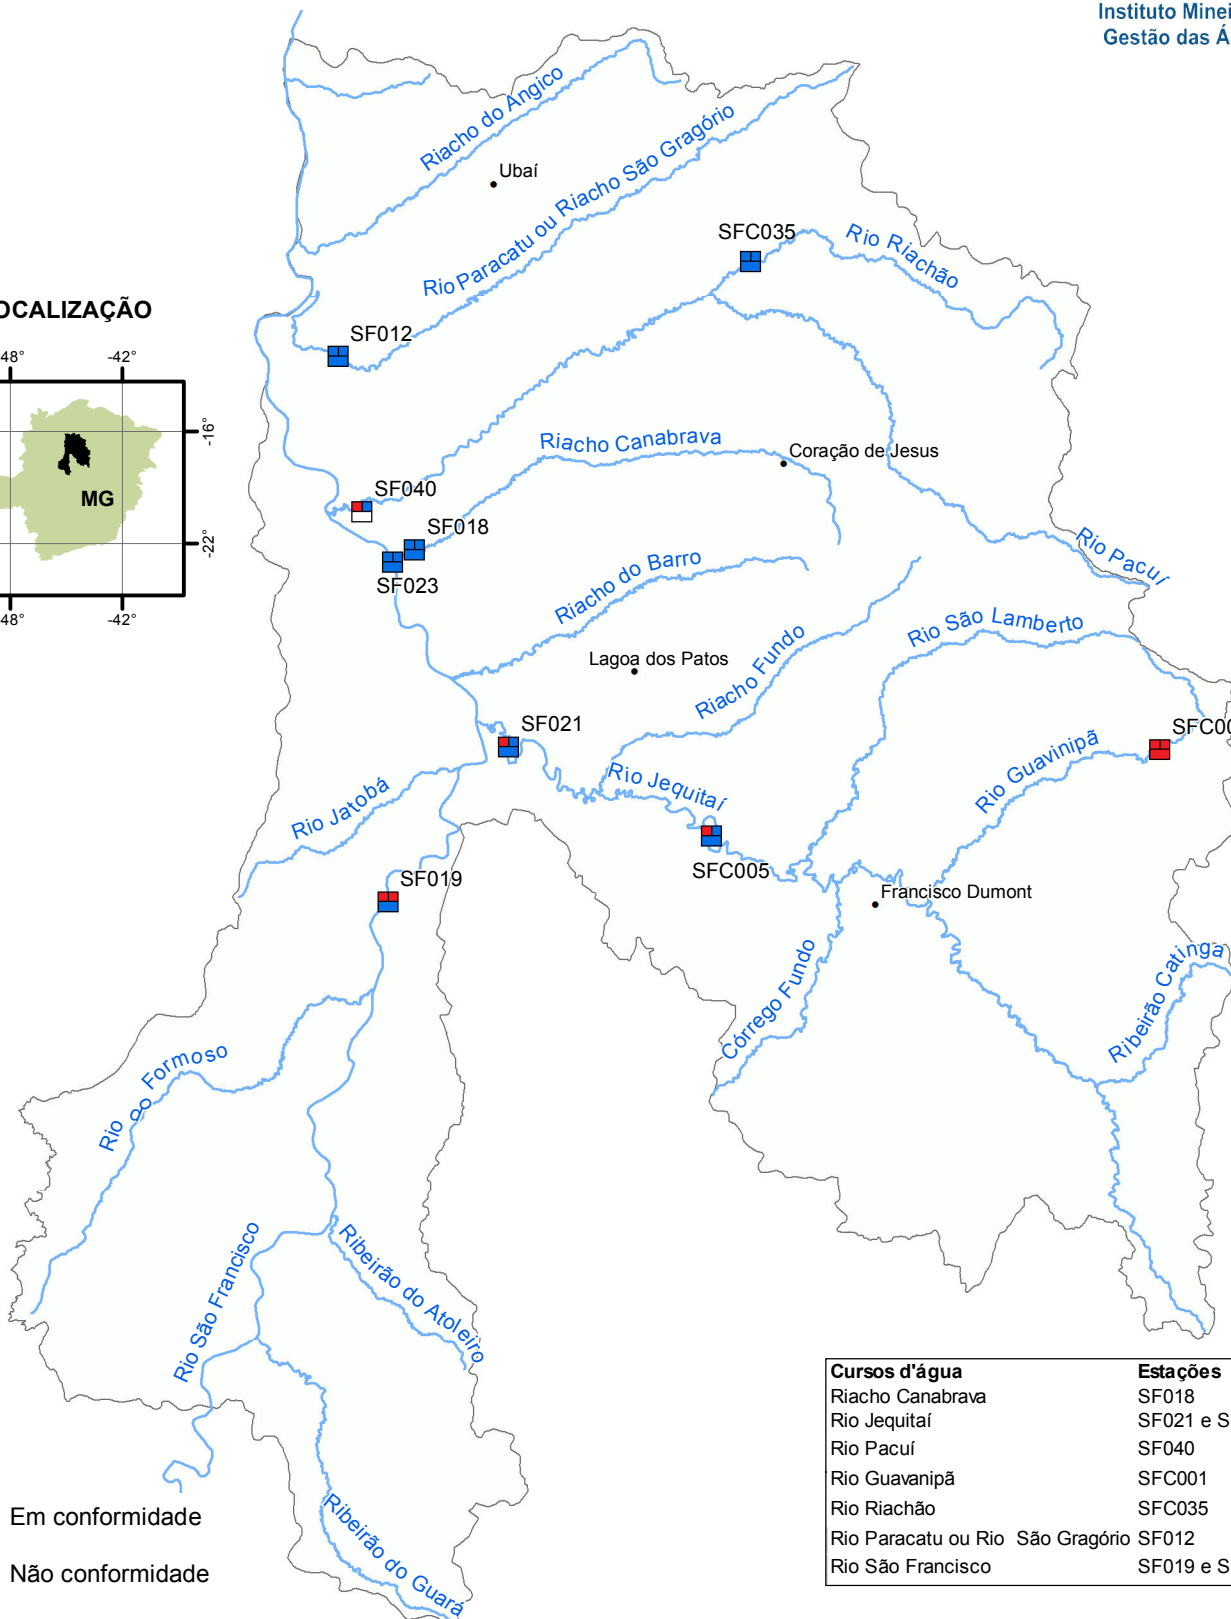 Instituto Minei
Gestão das Á
Riacho do Angico
Ubaí
Rio Paracatu ou Riacho São Gragório
SFC035
Rio Riachão
OCALIZAÇÃO
SF012
48°
-42°
-16°
MG
-22°
48°
-42°
Riacho Canabrava
Coração de Jesus
SF040
SF018
SF023
Rio Pacuí
Riacho do Barro
Rio São Lamberto
Lagoa dos Patos
Riacho Fundo
SF021
SFC00
Rio Guavinipã
Rio Jequitaí
Rio Jatobá
SFC005
SF019
Francisco Dumont
Córrego Fundo
Ribeirão Catinga
Rio do Formoso
Rio São Francisco
Ribeirão do Atoleiro
Cursos d'água Estações
Riacho Canabrava SF018
Rio Jequitaí SF021 e S
Rio Pacuí SF040
Rio Guavanipã SFC001
Rio Riachão SFC035
Rio Paracatu ou Rio São Gragório SF012
Rio São Francisco SF019 e S
Em conformidade
Não conformidade
Ribeirão do Guará